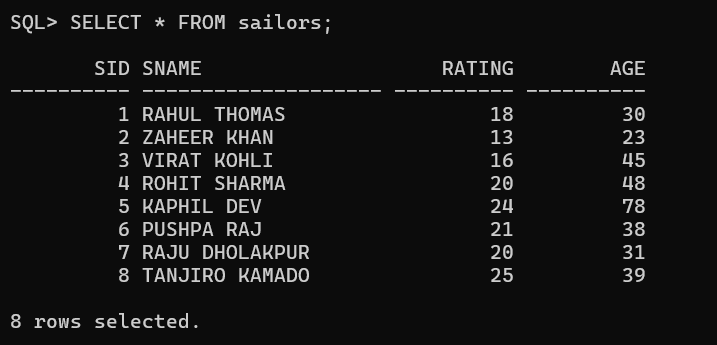 SQL> SELECT * FROM sailors;
       SID SNAME                    RATING        AGE
---------- -------------------- ---------- ----------
         1 RAHUL THOMAS                 18         30
         2 ZAHEER KHAN                  13         23
         3 VIRAT KOHLI                  16         45
         4 ROHIT SHARMA                 20         48
         5 KAPHIL DEV                   24         78
         6 PUSHPA RAJ                   21         38
         7 RAJU DHOLAKPUR               20         31
         8 TANJIRO KAMADO               25         39
8 rows selected.